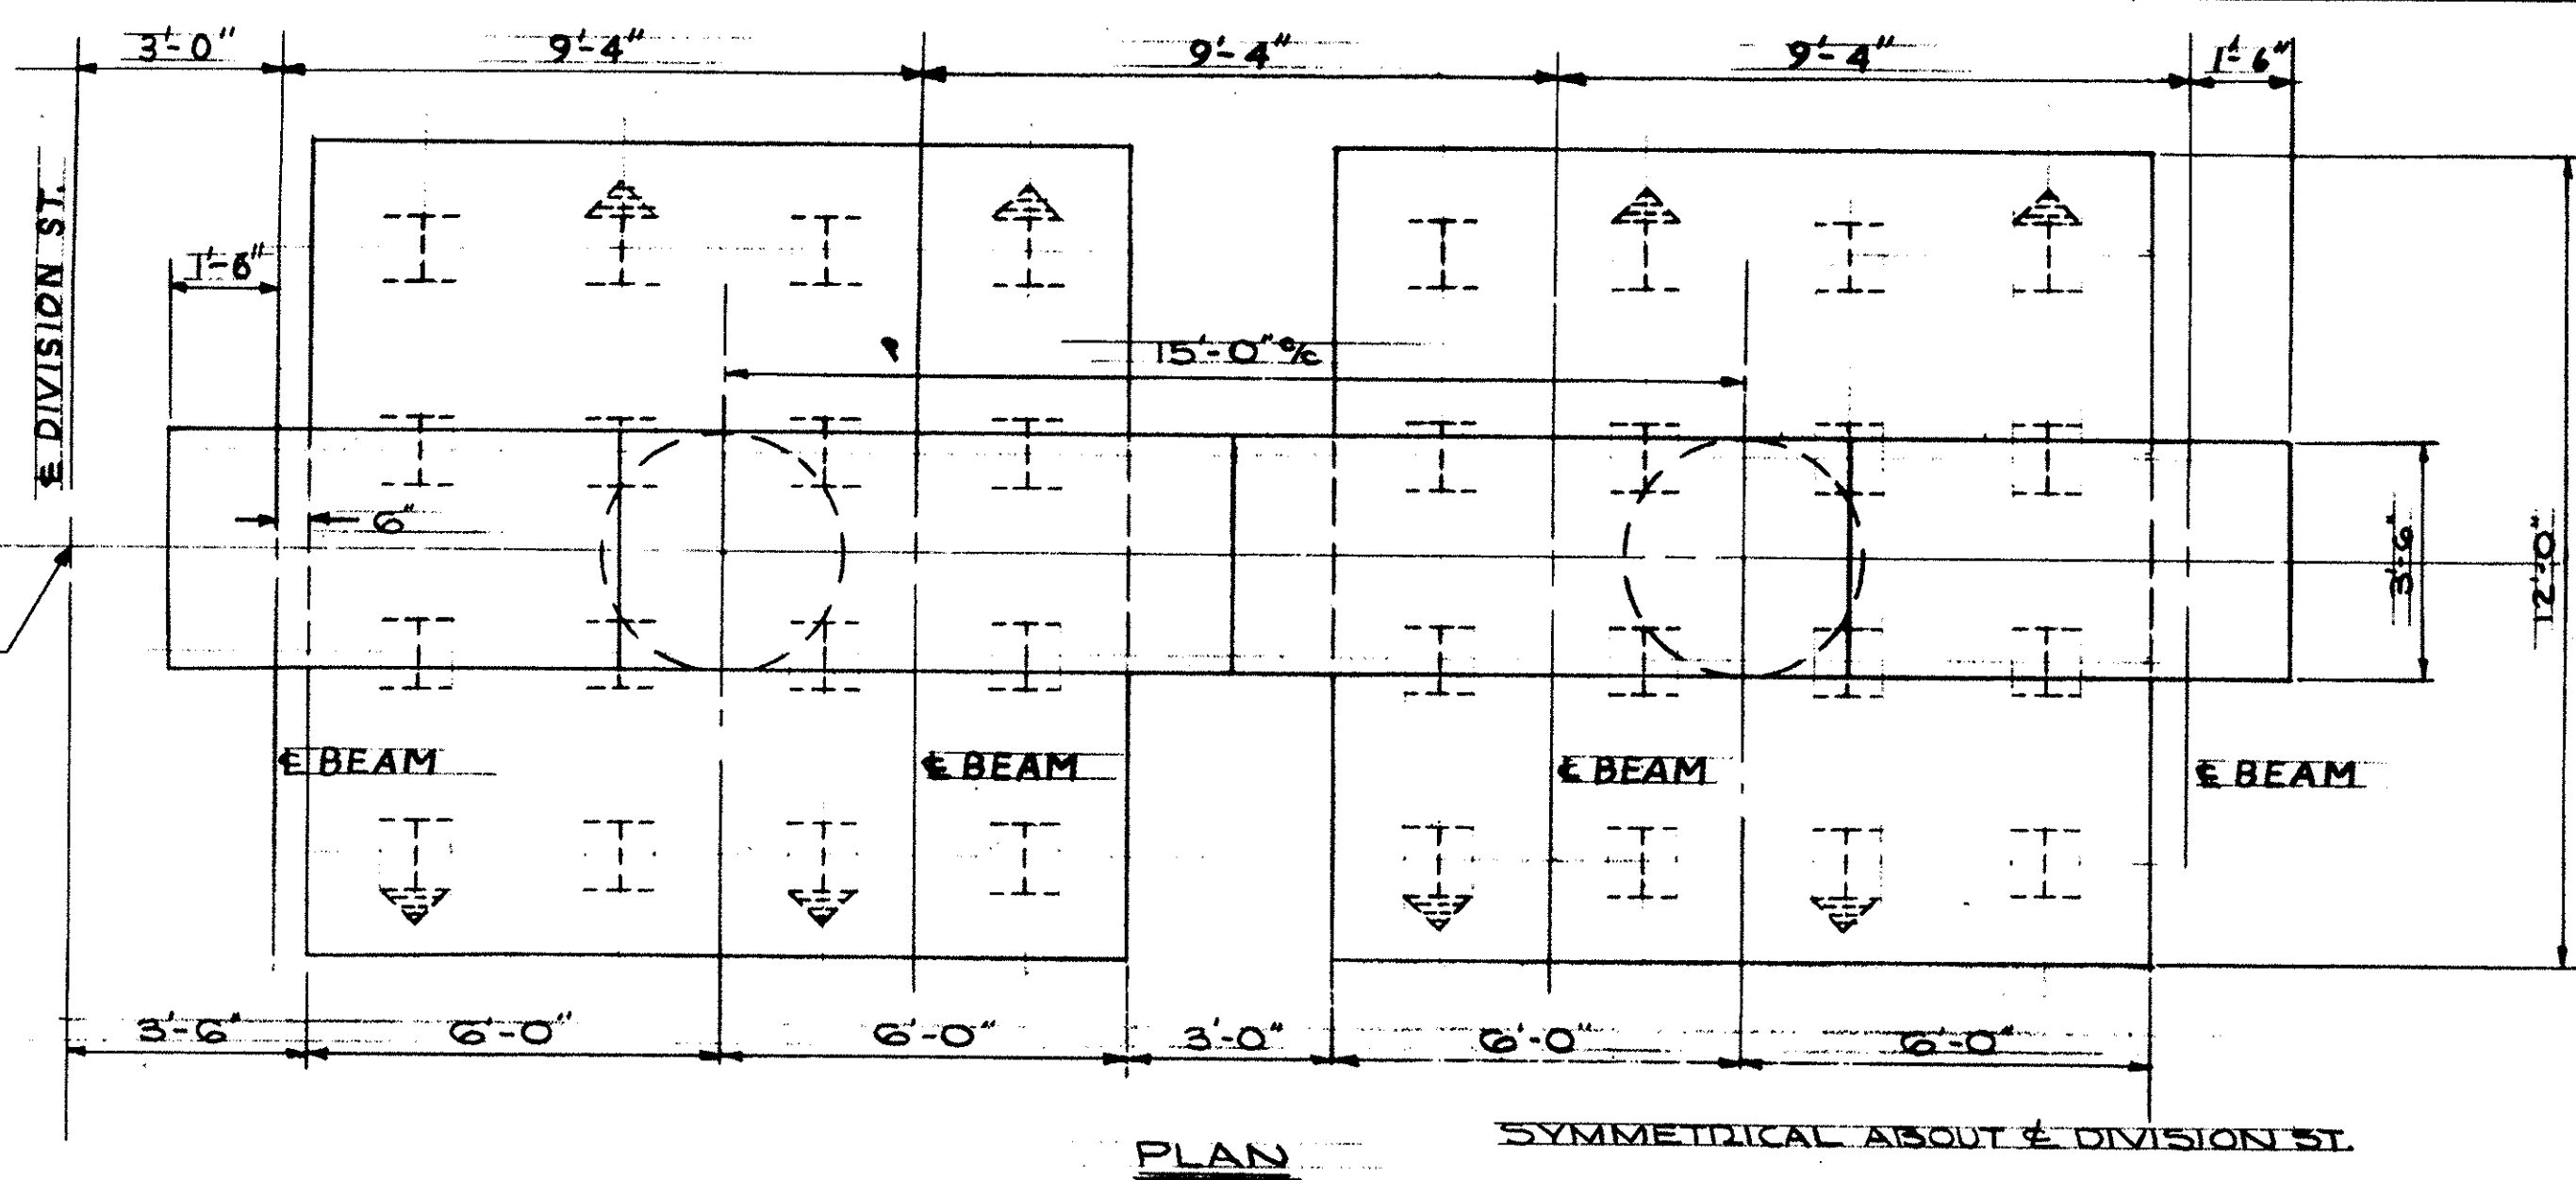 3'-0" 9'-4" 9'-4" 9'-4" 1'-6"
℄ DIVISION ST.
1'-6"
15'-0" c/c
6"
3'-6"
12'-0"
℄ BEAM ℄ BEAM ℄ BEAM ℄ BEAM
3'-6" 6'-0" 6'-0" 3'-0" 6'-0" 6'-0"
SYMMETRICAL ABOUT ℄ DIVISION ST.
PLAN